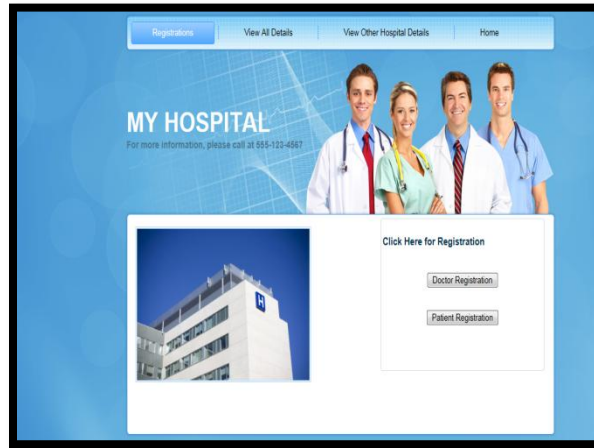 Registrations
View All Details
View Other Hospital Details
Home
MY HOSPITAL
For more information, please call at 555-123-4567
H
Click Here for Registration
Doctor Registration
Patient Registration